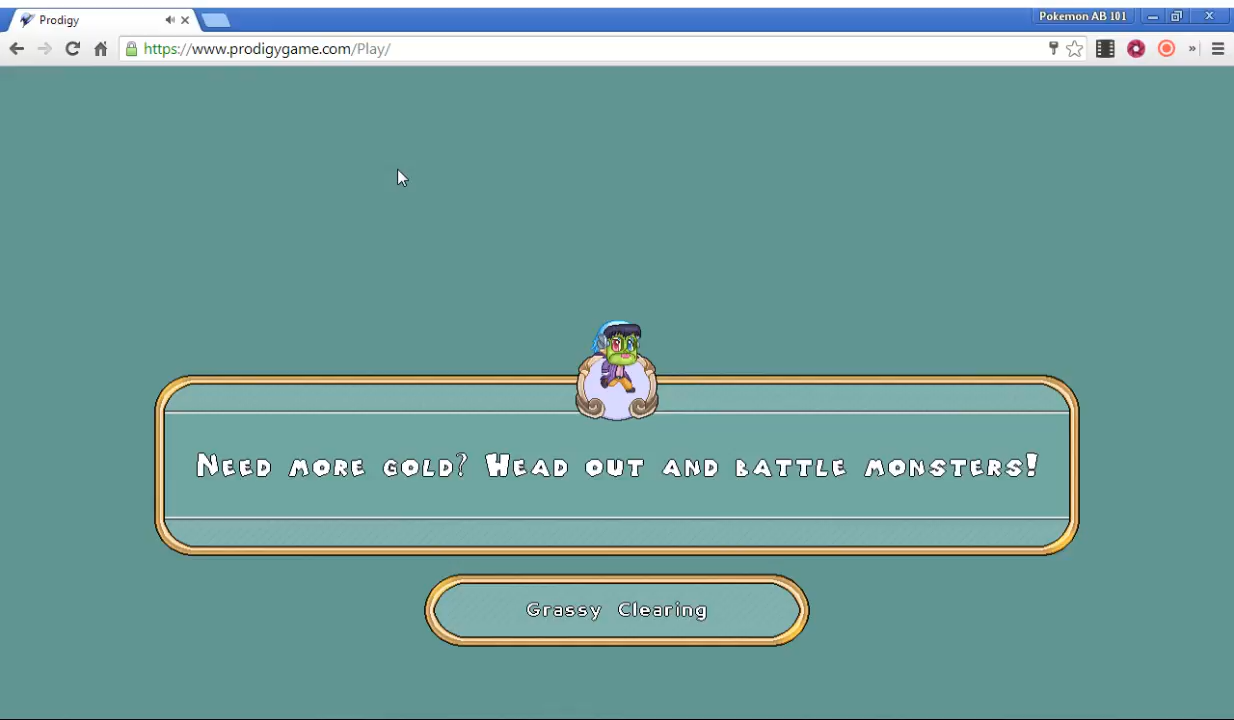 Prodigy
Pokemon AB 101
https://www.prodigygame.com/Play/
Need more gold? Head out and battle monsters!
Grassy Clearing